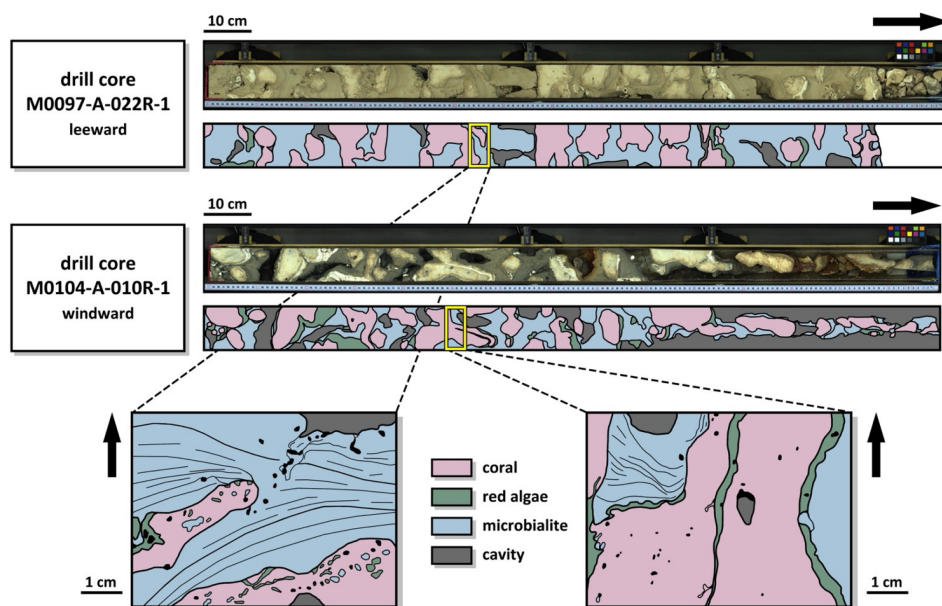 10 cm
drill core
M0097-A-022R-1
leeward
10 cm
drill core
M0104-A-010R-1
windward
coral
red algae
microbialite
cavity
1 cm
1 cm